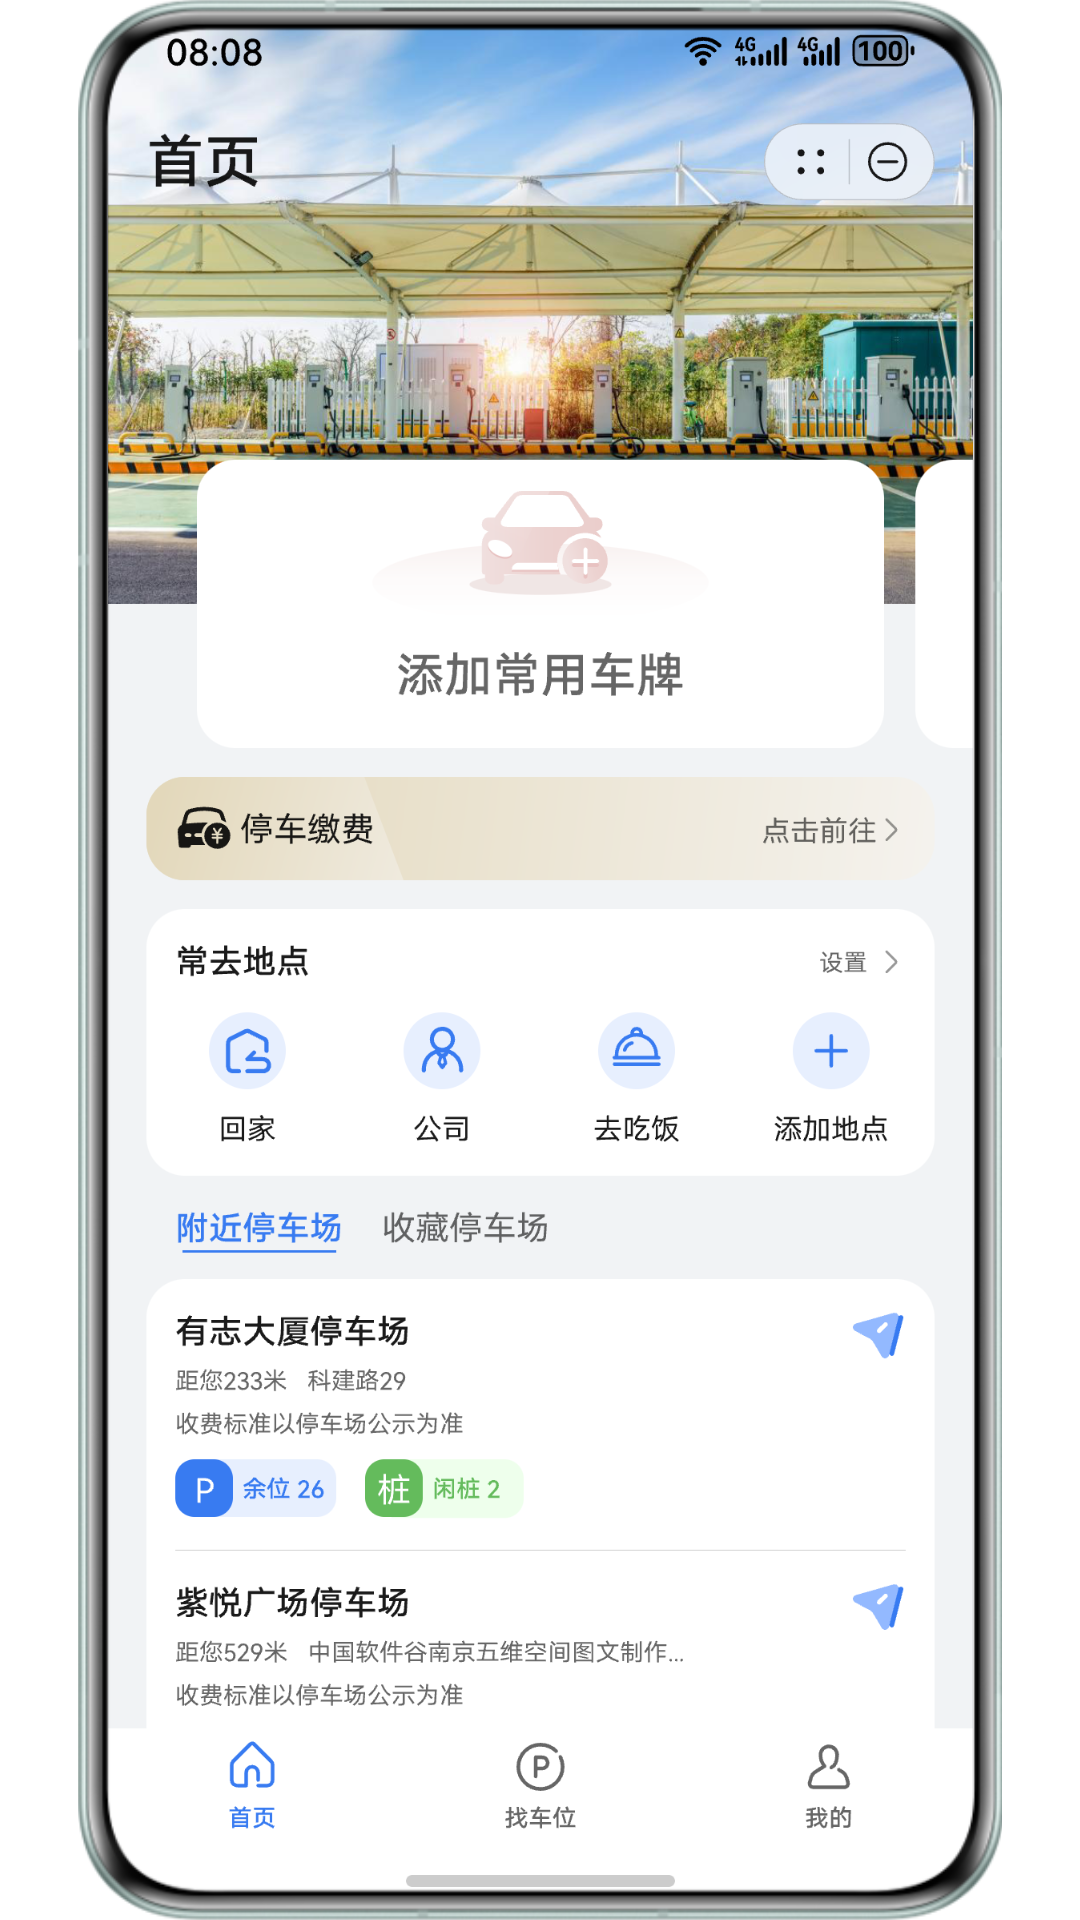 08:08
4G 4G 100
首页
添加常用车牌
停车缴费 点击前往
常去地点 设置
回家 公司 去吃饭 添加地点
附近停车场 收藏停车场
有志大厦停车场
距您233米 科建路29
收费标准以停车场公示为准
P 余位 26 桩 闲桩 2
紫悦广场停车场
距您529米 中国软件谷南京五维空间图文制作...
收费标准以停车场公示为准
P
首页 找车位 我的